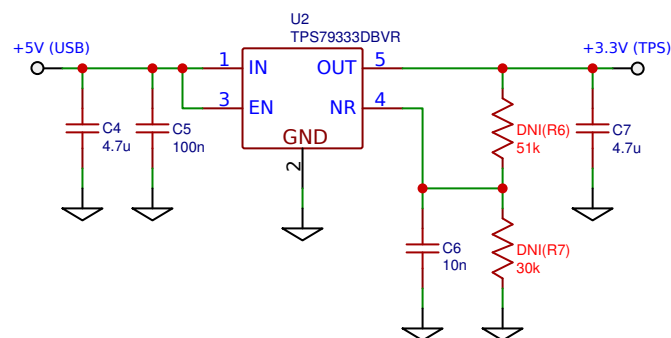 U2
TPS79333DBVR
+5V (USB)
+3.3V (TPS)
1
IN
OUT
5
3
EN
NR
4
GND
2
C4
4.7u
C5
100n
DNI(R6)
51k
C7
4.7u
C6
10n
DNI(R7)
30k